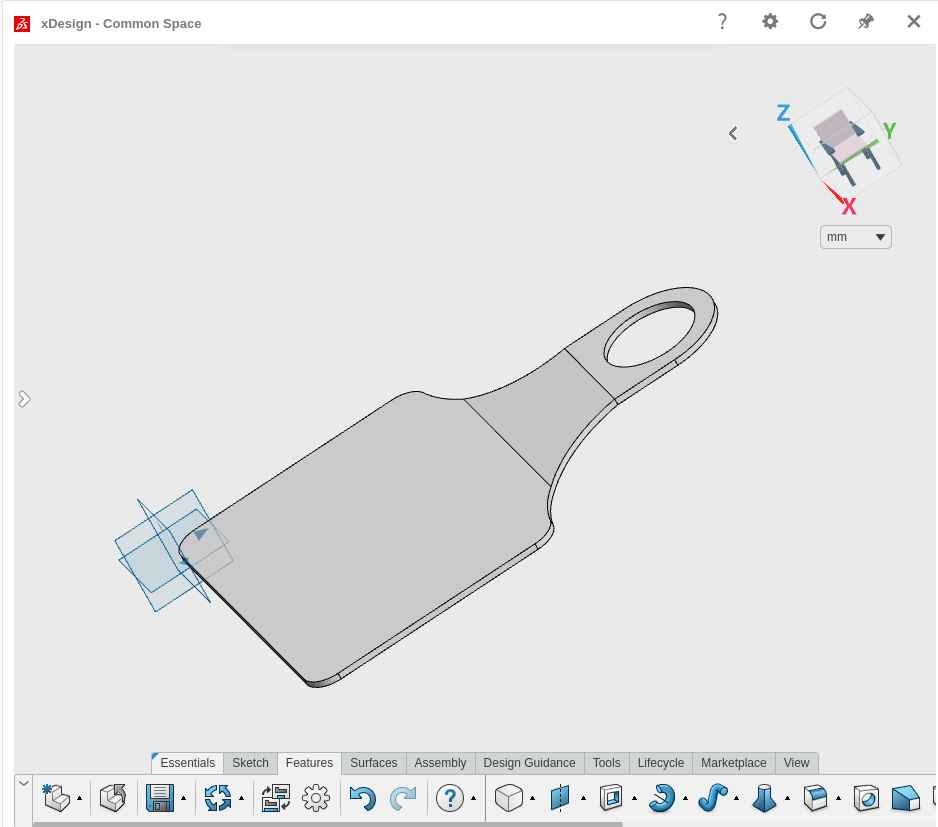 xDesign - Common Space
Z
Y
X
mm
Essentials Sketch Features Surfaces Assembly Design Guidance Tools Lifecycle Marketplace View